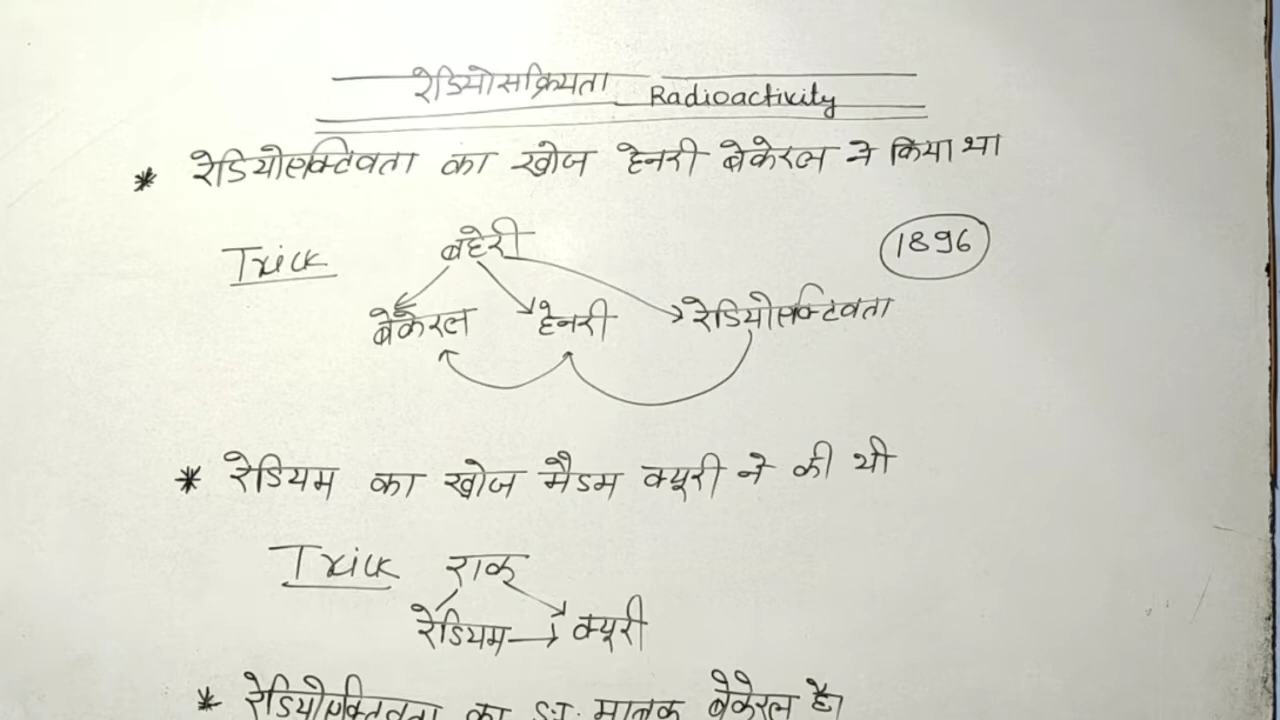 रेडियोसक्रियता Radioactivity
* रेडियोएक्टिवता का खोज हेनरी बेकेरल ने किया था
Trick बहेरी 1896
बेकेरल हेनरी रेडियोएक्टिवता
* रेडियम का खोज मैडम क्यूरी ने की थी
Trick राक
रेडियम → क्यूरी
* रेडियोएक्टिवता का मानक बेकेरल है।